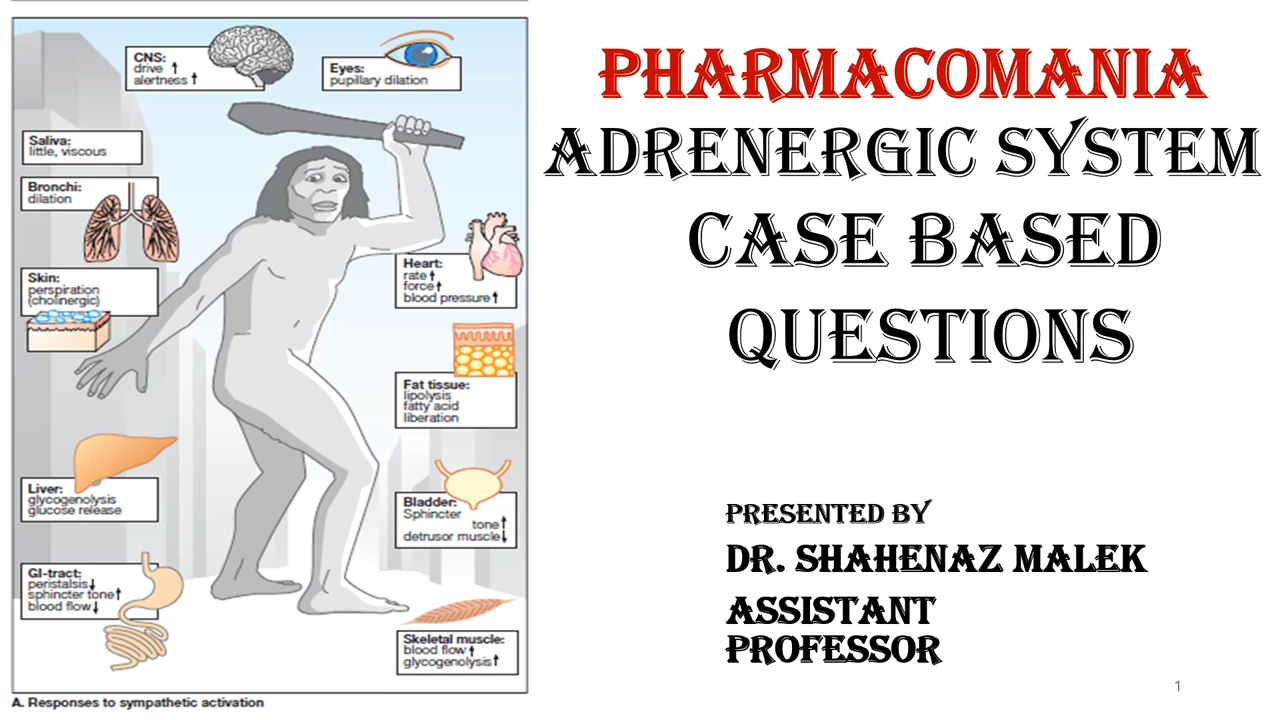 CNS:
drive ↑
alertness ↑
Eyes:
pupillary dilation
Saliva:
little, viscous
Bronchi:
dilation
Skin:
perspiration
(cholinergic)
Heart:
rate↑
force↑
blood pressure↑
Fat tissue:
lipolysis
fatty acid
liberation
Liver:
glycogenolysis
glucose release
Bladder:
Sphincter
tone↑
detrusor muscle↓
GI-tract:
peristalsis↓
sphincter tone↑
blood flow↓
Skeletal muscle:
blood flow↑
glycogenolysis↑
A. Responses to sympathetic activation
PHARMACOMANIA
ADRENERGIC SYSTEM
CASE BASED
QUESTIONS
PRESENTED BY
DR. SHAHENAZ MALEK
ASSISTANT
PROFESSOR
1